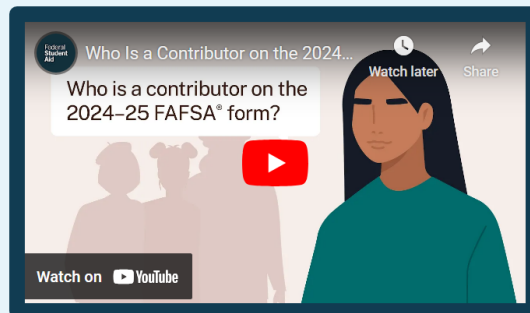 Federal
Student
Aid
Who Is a Contributor on the 2024...
Watch later
Share
Who is a contributor on the
2024–25 FAFSA® form?
Watch on YouTube